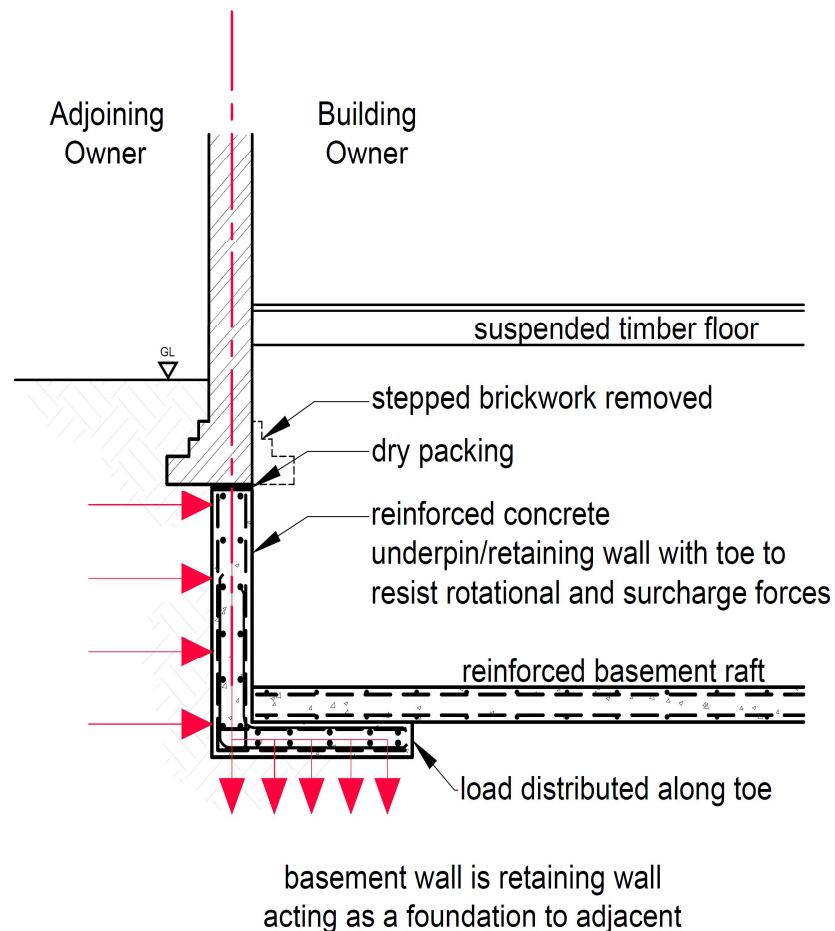 Adjoining
Owner
Building
Owner
suspended timber floor
GL
stepped brickwork removed
dry packing
reinforced concrete
underpin/retaining wall with toe to
resist rotational and surcharge forces
reinforced basement raft
load distributed along toe
basement wall is retaining wall
acting as a foundation to adjacent